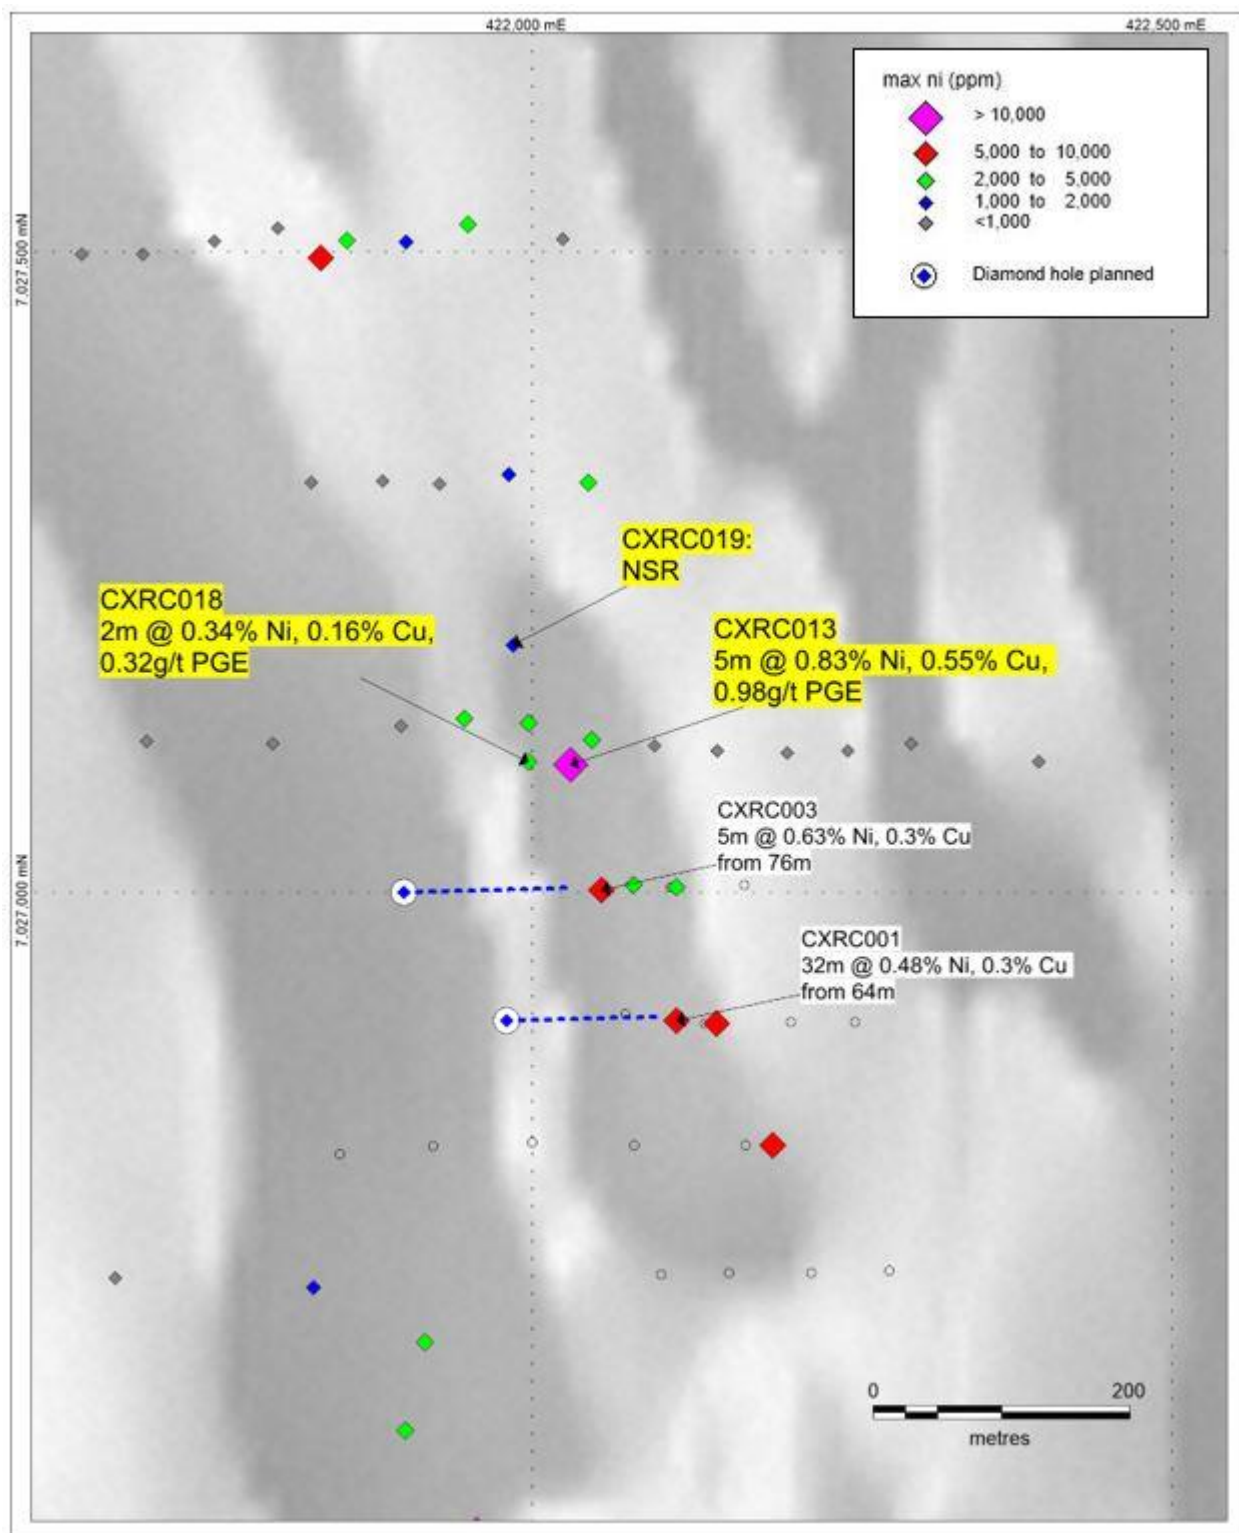 422,000 mE
422,500 mE
max ni (ppm)
> 10,000
5,000 to 10,000
2,000 to 5,000
1,000 to 2,000
<1,000
Diamond hole planned
7,027,500 mN
CXRC019:
NSR
CXRC018
2m @ 0.34% Ni, 0.16% Cu,
0.32g/t PGE
CXRC013
5m @ 0.83% Ni, 0.55% Cu,
0.98g/t PGE
CXRC003
5m @ 0.63% Ni, 0.3% Cu
from 76m
7,027,000 mN
CXRC001
32m @ 0.48% Ni, 0.3% Cu
from 64m
0
200
metres